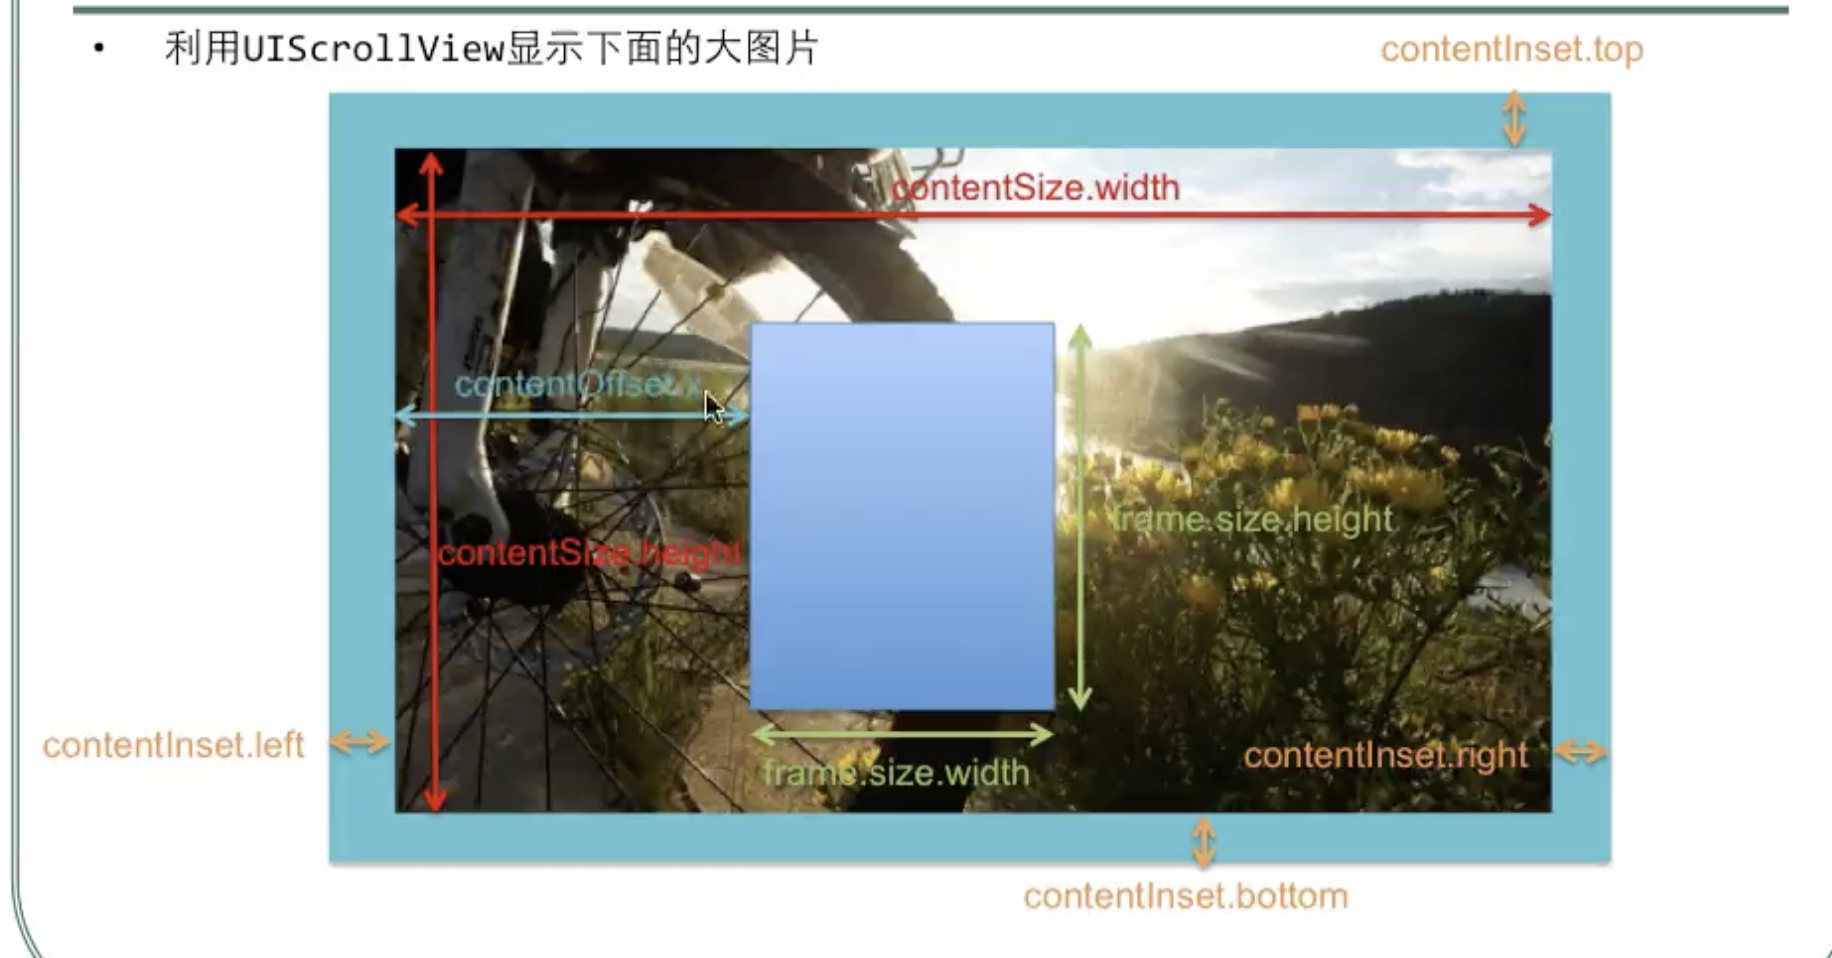 • 利用UIScrollView显示下面的大图片
contentInset.top
contentSize.width
contentOffset.x
frame.size.height
contentSize.height
contentInset.left
contentInset.right
frame.size.width
contentInset.bottom